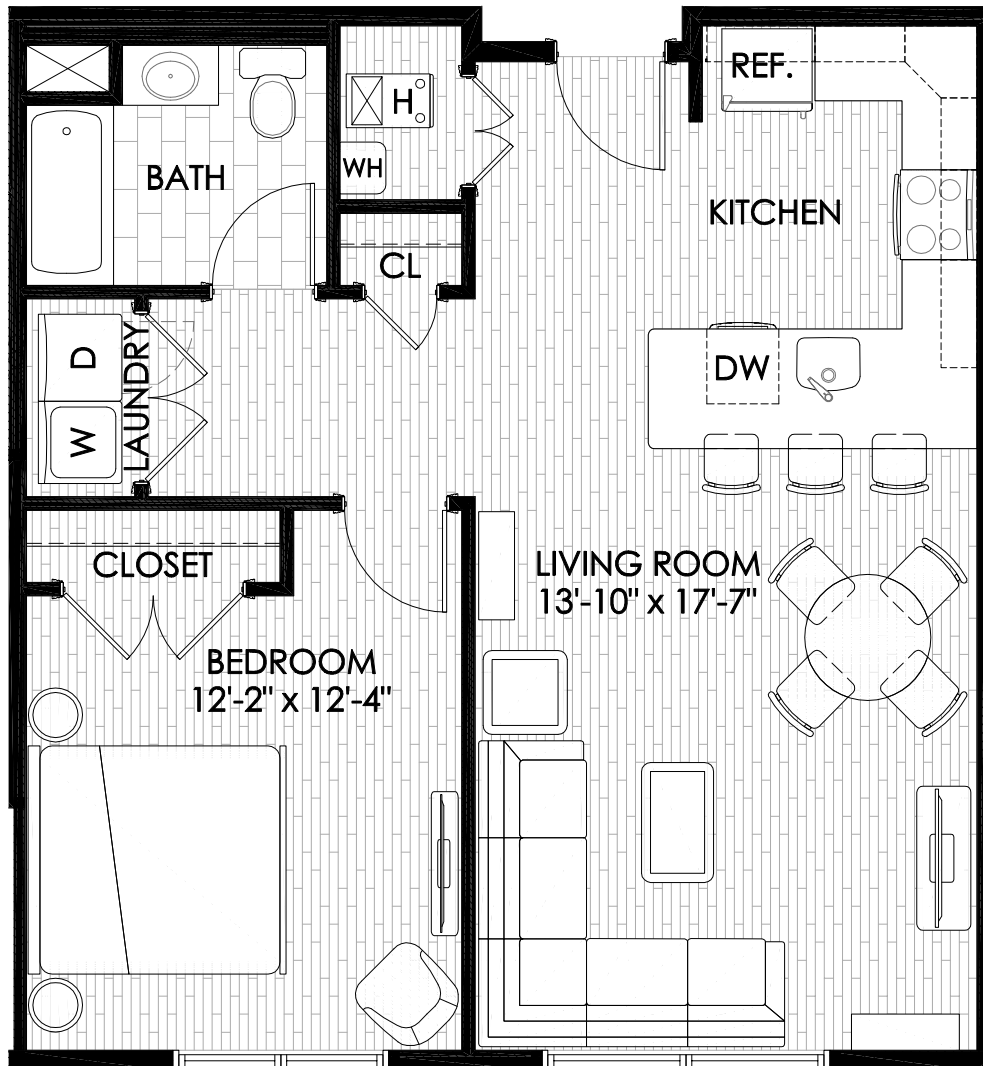 REF.
H
WH
BATH
KITCHEN
CL
D
W
LAUNDRY
DW
CLOSET
LIVING ROOM
13'-10" x 17'-7"
BEDROOM
12'-2" x 12'-4"